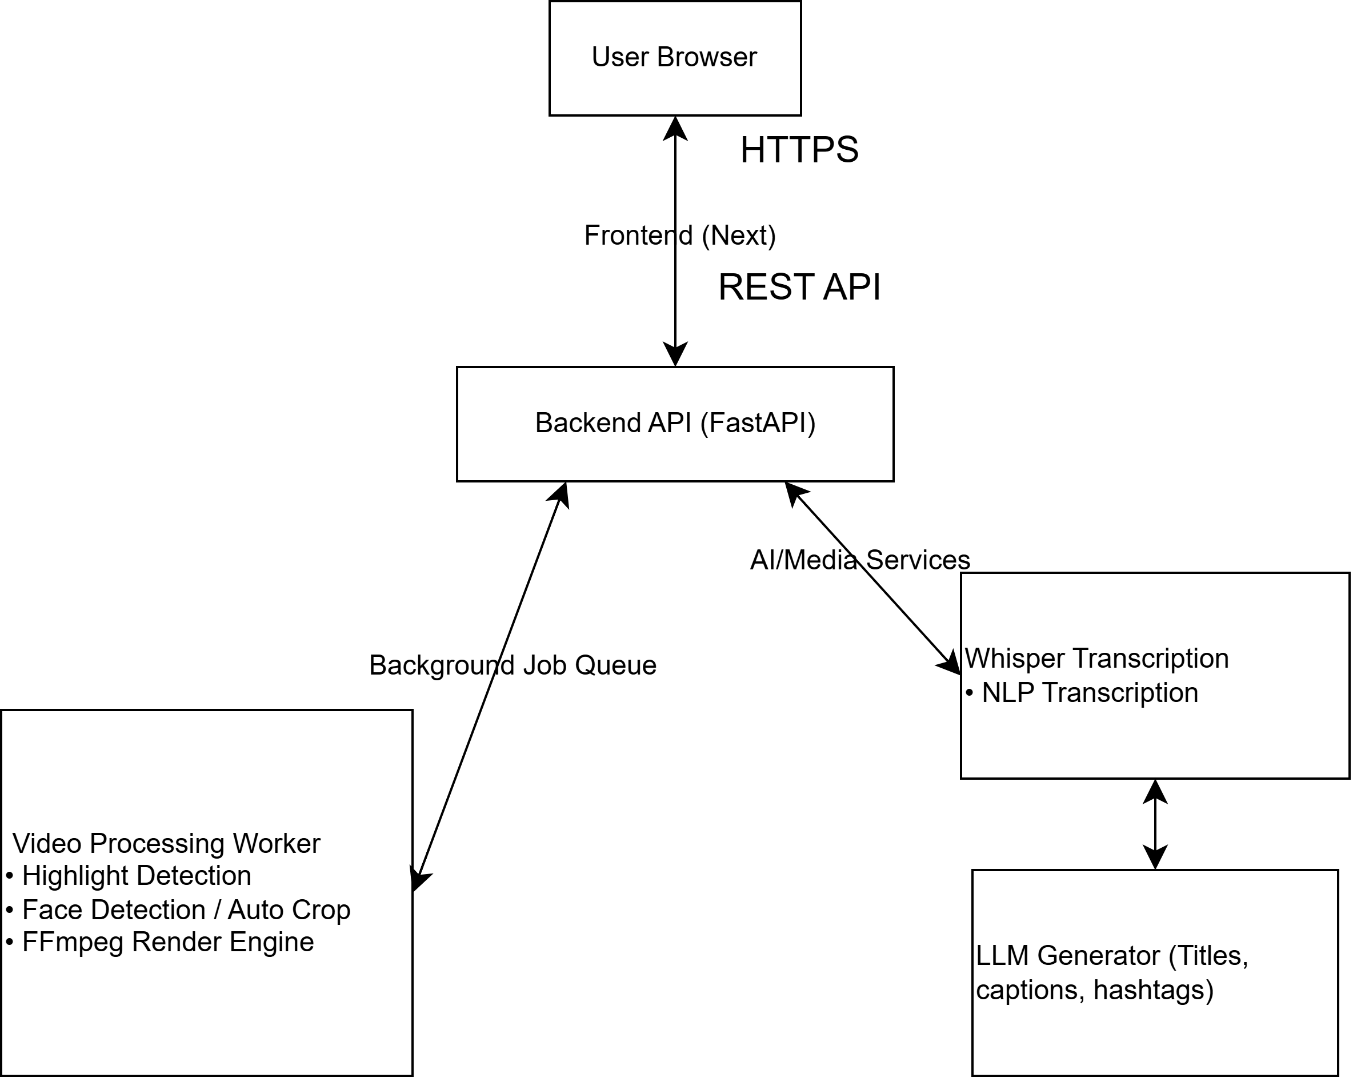 User Browser
HTTPS
Frontend (Next)
REST API
Backend API (FastAPI)
AI/Media Services
Background Job Queue
Whisper Transcription
• NLP Transcription
Video Processing Worker
• Highlight Detection
• Face Detection / Auto Crop
• FFmpeg Render Engine
LLM Generator (Titles,
captions, hashtags)